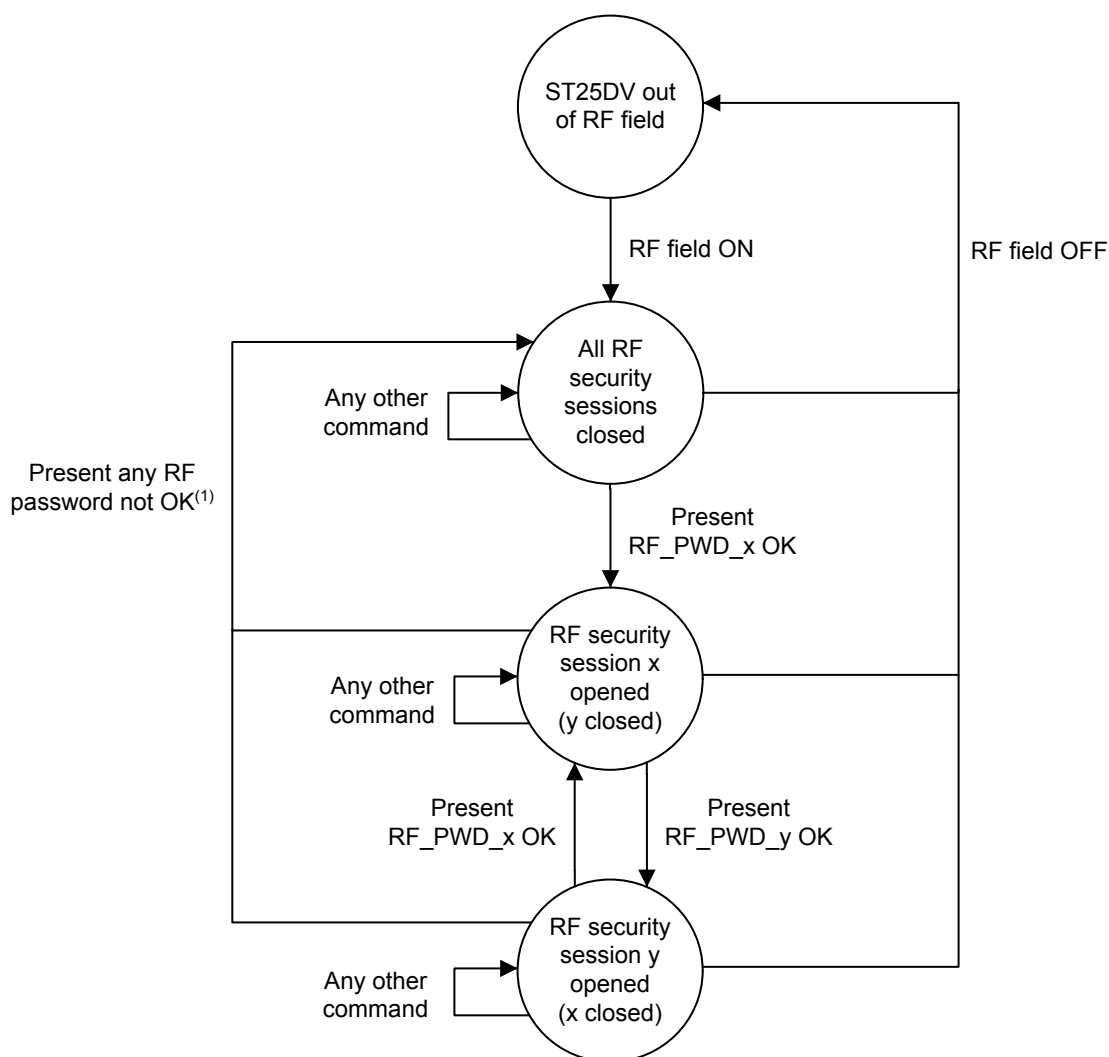 ST25DV out
of RF field
RF field ON
RF field OFF
All RF
security
sessions
closed
Any other
command
Present any RF
password not OK(1)
Present
RF_PWD_x OK
RF security
session x
opened
(y closed)
Any other
command
Present
RF_PWD_x OK
Present
RF_PWD_y OK
RF security
session y
opened
(x closed)
Any other
command